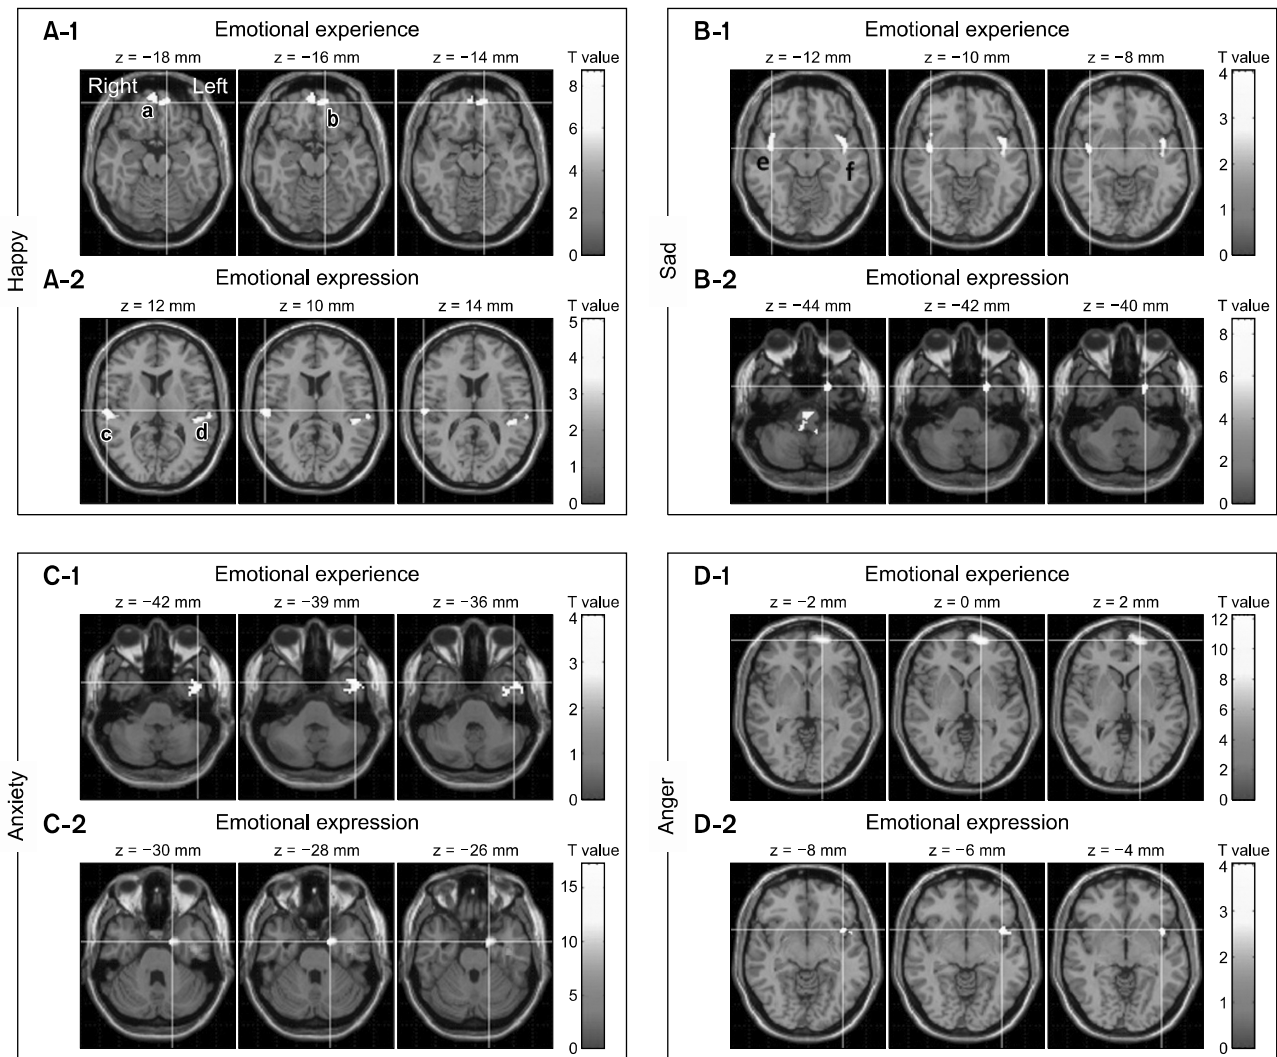 A-1
Emotional experience
z = −18 mm z = −16 mm z = −14 mm T value
Right Left
a
b
8
6
4
2
0
Happy
A-2
Emotional expression
z = 12 mm z = 10 mm z = 14 mm T value
c
d
5
4
3
2
1
0
B-1
Emotional experience
z = −12 mm z = −10 mm z = −8 mm T value
e
f
4
3
2
1
0
Sad
B-2
Emotional expression
z = −44 mm z = −42 mm z = −40 mm T value
8
6
4
2
0
C-1
Emotional experience
z = −42 mm z = −39 mm z = −36 mm T value
4
3
2
1
0
Anxiety
C-2
Emotional expression
z = −30 mm z = −28 mm z = −26 mm T value
15
10
5
0
D-1
Emotional experience
z = −2 mm z = 0 mm z = 2 mm T value
12
10
8
6
4
2
0
Anger
D-2
Emotional expression
z = −8 mm z = −6 mm z = −4 mm T value
4
3
2
1
0